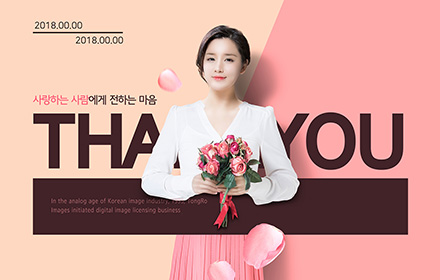 2018.00.00
2018.00.00
사랑하는 사람에게 전하는 마음
THA YOU
In the analog age of Korean image industry, YongRo
Images initiated digital image licensing business